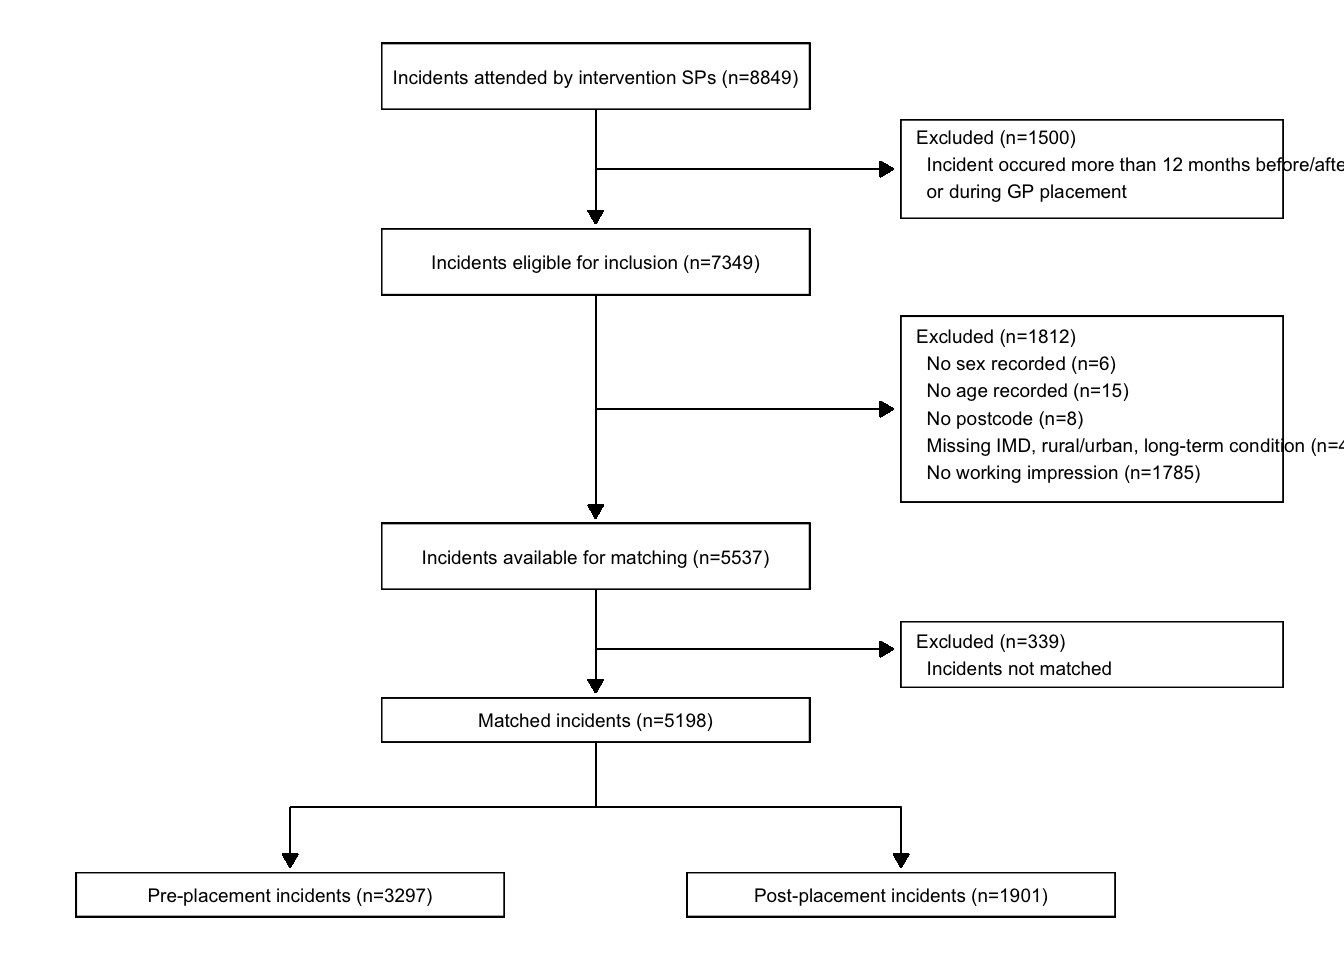 Incidents attended by intervention SPs (n=8849)
Excluded (n=1500)
Incident occured more than 12 months before/afte
or during GP placement
Incidents eligible for inclusion (n=7349)
Excluded (n=1812)
No sex recorded (n=6)
No age recorded (n=15)
No postcode (n=8)
Missing IMD, rural/urban, long-term condition (n=4
No working impression (n=1785)
Incidents available for matching (n=5537)
Excluded (n=339)
Incidents not matched
Matched incidents (n=5198)
Pre-placement incidents (n=3297)
Post-placement incidents (n=1901)